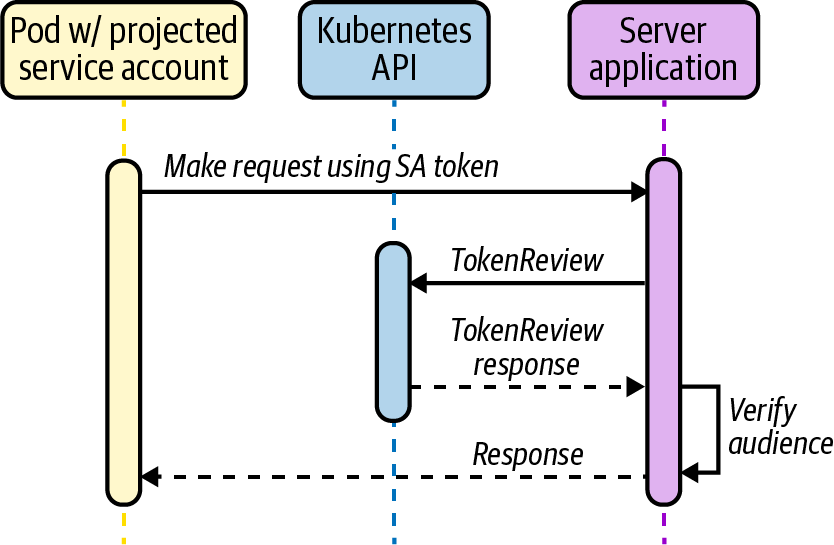 Pod w/ projected
service account
Kubernetes
API
Server
application
Make request using SA token
TokenReview
TokenReview
response
Verify
audience
Response